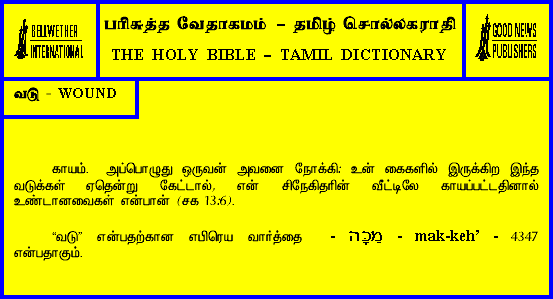 BELLWETHER
INTERNATIONAL
பரிசுத்த வேதாகமம் – தமிழ் சொல்லகராதி
THE HOLY BIBLE – TAMIL DICTIONARY
GOOD NEWS
PUBLISHERS
வடு - WOUND
காயம். அப்பொழுது ஒருவன் அவனை நோக்கி: உன் கைகளில் இருக்கிற இந்த
வடுக்கள் ஏதென்று கேட்டால், என் சிநேகிதரின் வீட்டிலே காயப்பட்டதினால்
உண்டானவைகள் என்பான் (சக 13:6).
“வடு” என்பதற்கான எபிரெய வார்த்தை - מַכָּה - mak-keh’ - 4347
என்பதாகும்.